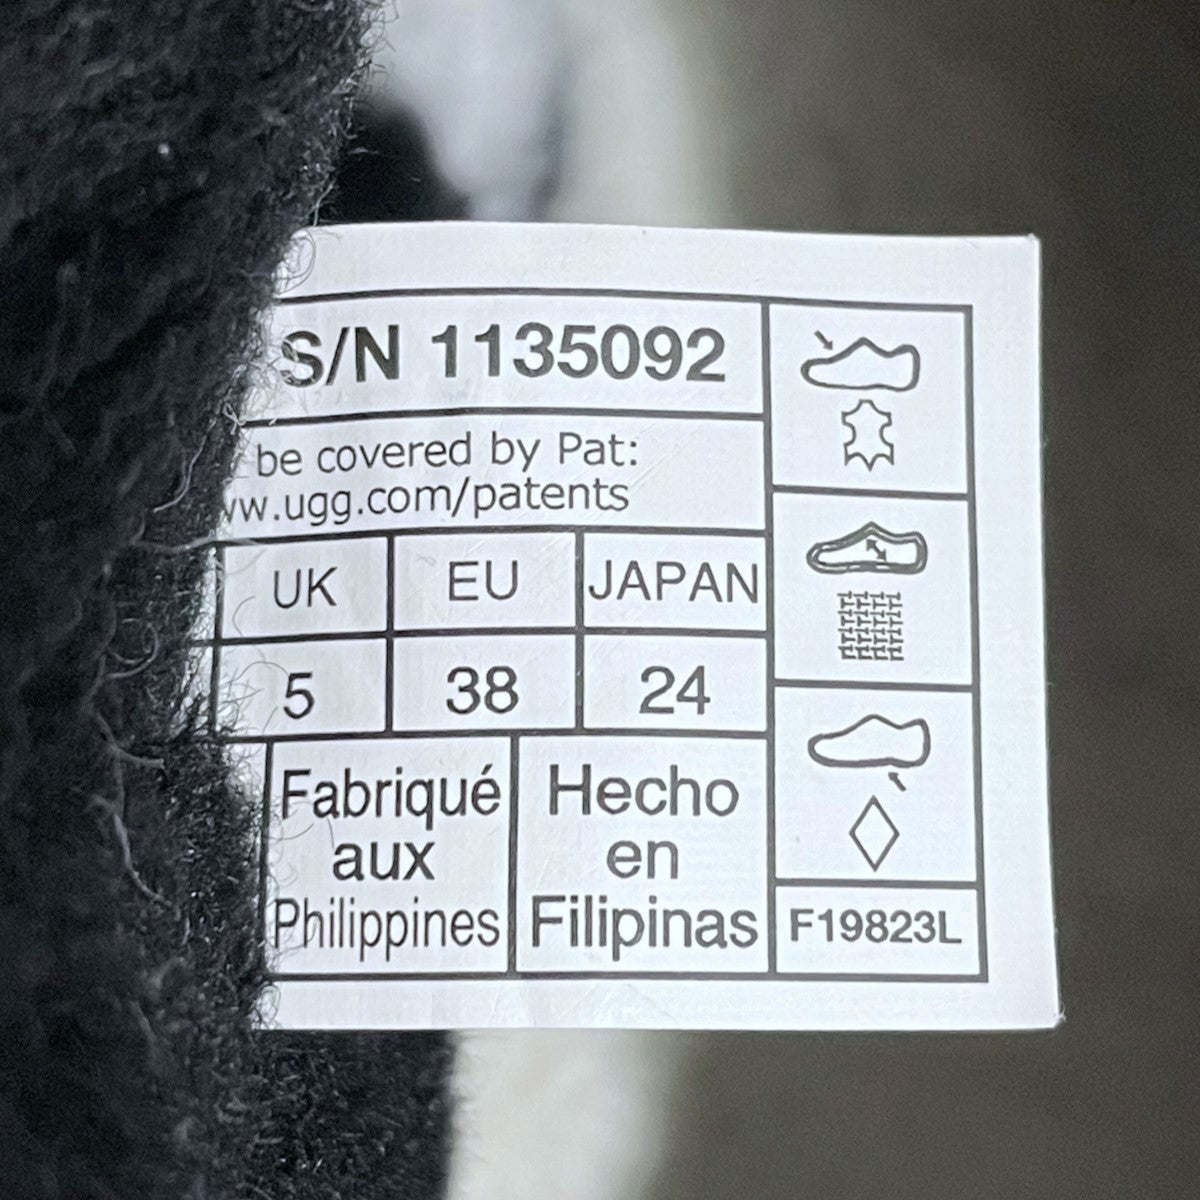 S/N 1135092
be covered by Pat:
ww.ugg.com/patents
UK EU JAPAN
5 38 24
Fabriqué
aux
Philippines
Hecho
en
Filipinas
F19823L